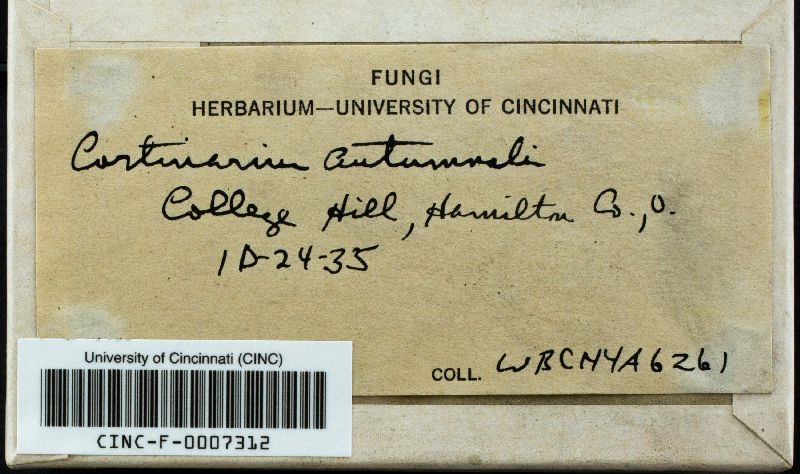 FUNGI
HERBARIUM—UNIVERSITY OF CINCINNATI
Cortinarius autumnalis
College Hill, Hamilton Co., O.
10-24-35
COLL. WBCNYA6261
University of Cincinnati (CINC)
CINC-F-0007312